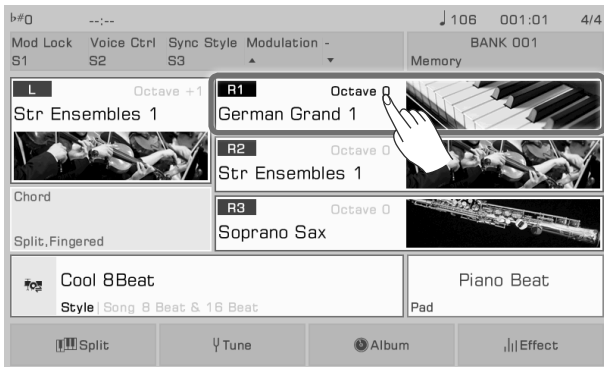 ♭#0 --:-- ♩106 001:01 4/4
Mod Lock Voice Ctrl Sync Style Modulation - BANK 001
S1 S2 S3 ▲ ▼ Memory
L Octave +1
Str Ensembles 1
R1 Octave 0
German Grand 1
R2 Octave 0
Str Ensembles 1
R3 Octave 0
Soprano Sax
Chord
Split,Fingered
Cool 8Beat
Style | Song 8 Beat & 16 Beat
Piano Beat
Pad
Split Tune Album Effect